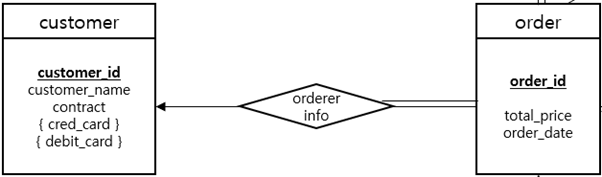 customer
customer_id
customer_name
contract
{ cred_card }
{ debit_card }
orderer
info
order
order_id
total_price
order_date